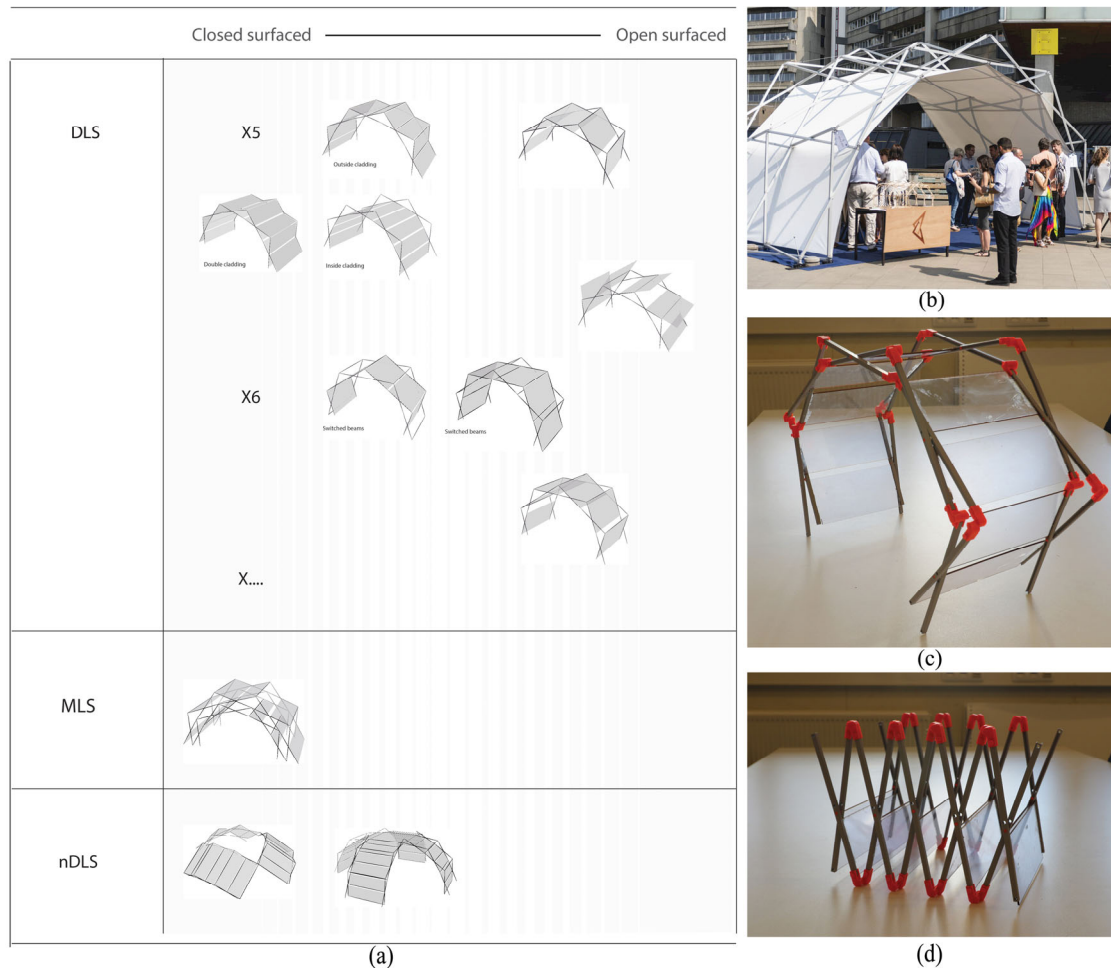 Closed surfaced
Open surfaced
DLS
X5
Outside cladding
Double cladding
Inside cladding
X6
Switched beams
Switched beams
X....
MLS
nDLS
(a)
(b)
(c)
(d)